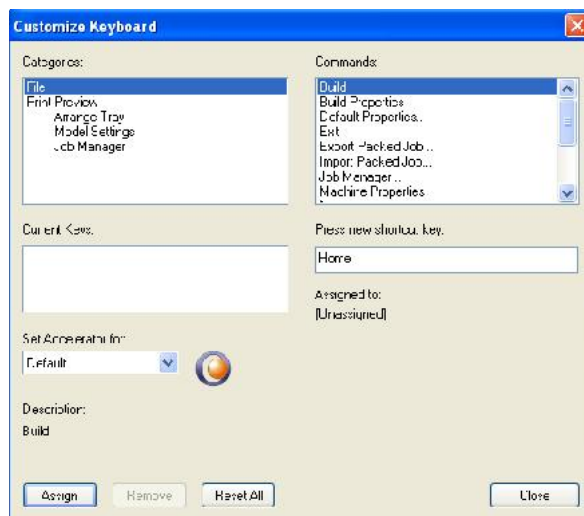 Customize Keyboard
Categories:
Commands:
File
Print Preview
Arrange Tray
Model Settings
Job Manager
Build
Build Properties
Default Properties..
Exit
Export Packed Job...
Import Packed Job...
Job Manager...
Machine Properties
Current Keys:
Press new shortcut key:
Home
Assigned to:
[Unassigned]
Set Accelerator for:
Default
Description:
Build
Assign
Remove
Reset All
Close